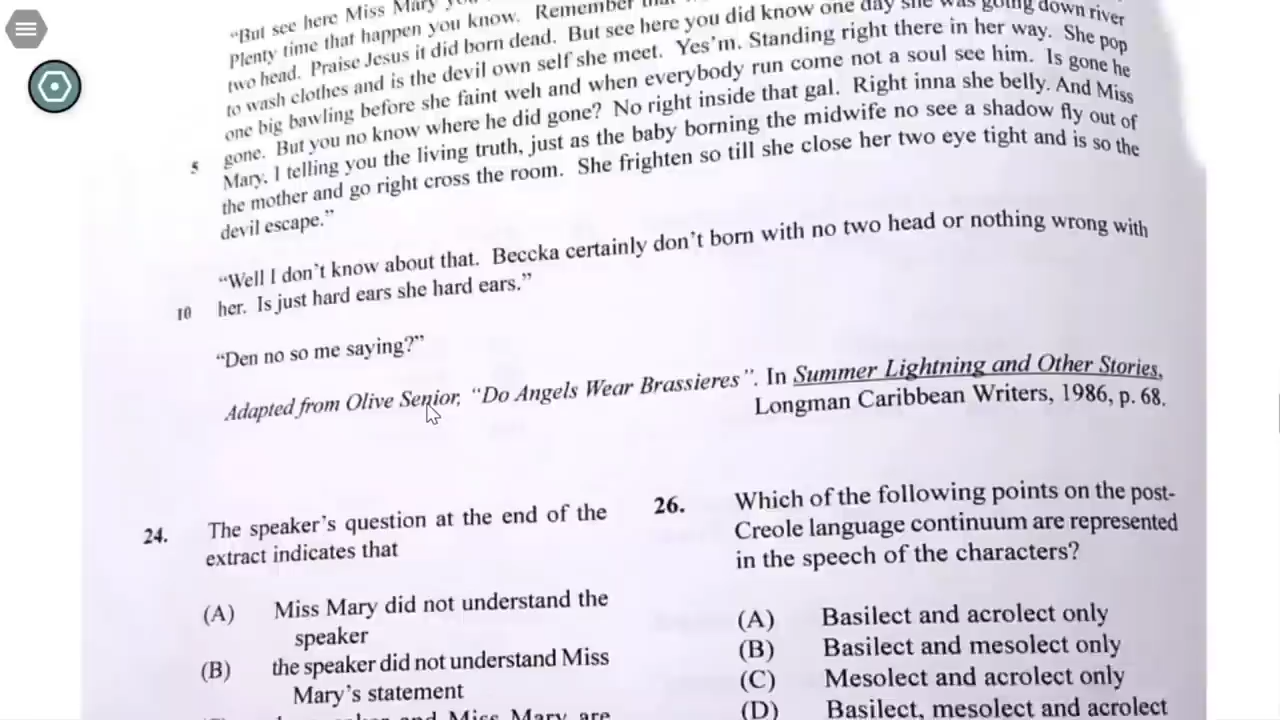 "But see here Miss Mary
Plenty time that happen you know. Remember that
two head. Praise Jesus it did born dead. But see here you did know one day she was going down river
to wash clothes and is the devil own self she meet. Yes'm. Standing right there in her way. She pop
one big bawling before she faint weh and when everybody run come not a soul see him. Is gone he
5 gone. But you no know where he did gone? No right inside that gal. Right inna she belly. And Miss
Mary, I telling you the living truth, just as the baby borning the midwife no see a shadow fly out of
the mother and go right cross the room. She frighten so till she close her two eye tight and is so the
devil escape."
"Well I don't know about that. Beccka certainly don't born with no two head or nothing wrong with
10 her. Is just hard ears she hard ears."
"Den no so me saying?"
Adapted from Olive Senior, "Do Angels Wear Brassieres". In Summer Lightning and Other Stories,
Longman Caribbean Writers, 1986, p. 68.
24. The speaker's question at the end of the
extract indicates that
(A) Miss Mary did not understand the
speaker
(B) the speaker did not understand Miss
Mary's statement
and Miss Mary are
26. Which of the following points on the post-
Creole language continuum are represented
in the speech of the characters?
(A) Basilect and acrolect only
(B) Basilect and mesolect only
(C) Mesolect and acrolect only
(D) Basilect, mesolect and acrolect